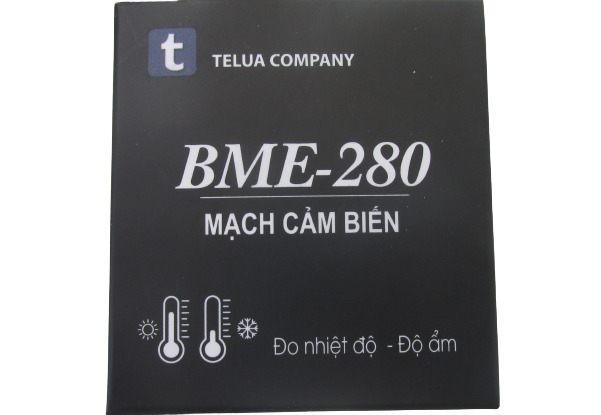 t TELUA COMPANY
BME-280
MẠCH CẢM BIẾN
Đo nhiệt độ - Độ ẩm